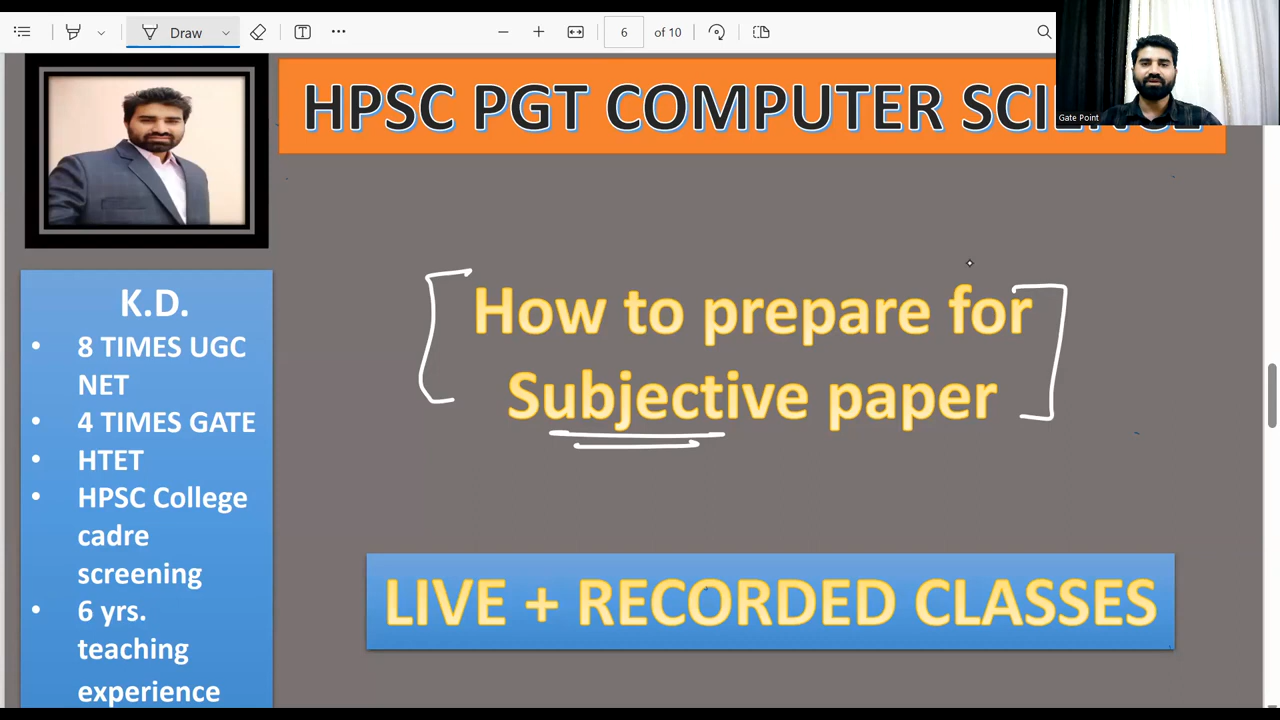 Draw
6
of 10
Gate Point
HPSC PGT COMPUTER SCIENCE
How to prepare for
Subjective paper
K.D.
• 8 TIMES UGC
NET
• 4 TIMES GATE
• HTET
• HPSC College
cadre
screening
• 6 yrs.
teaching
experience
LIVE + RECORDED CLASSES